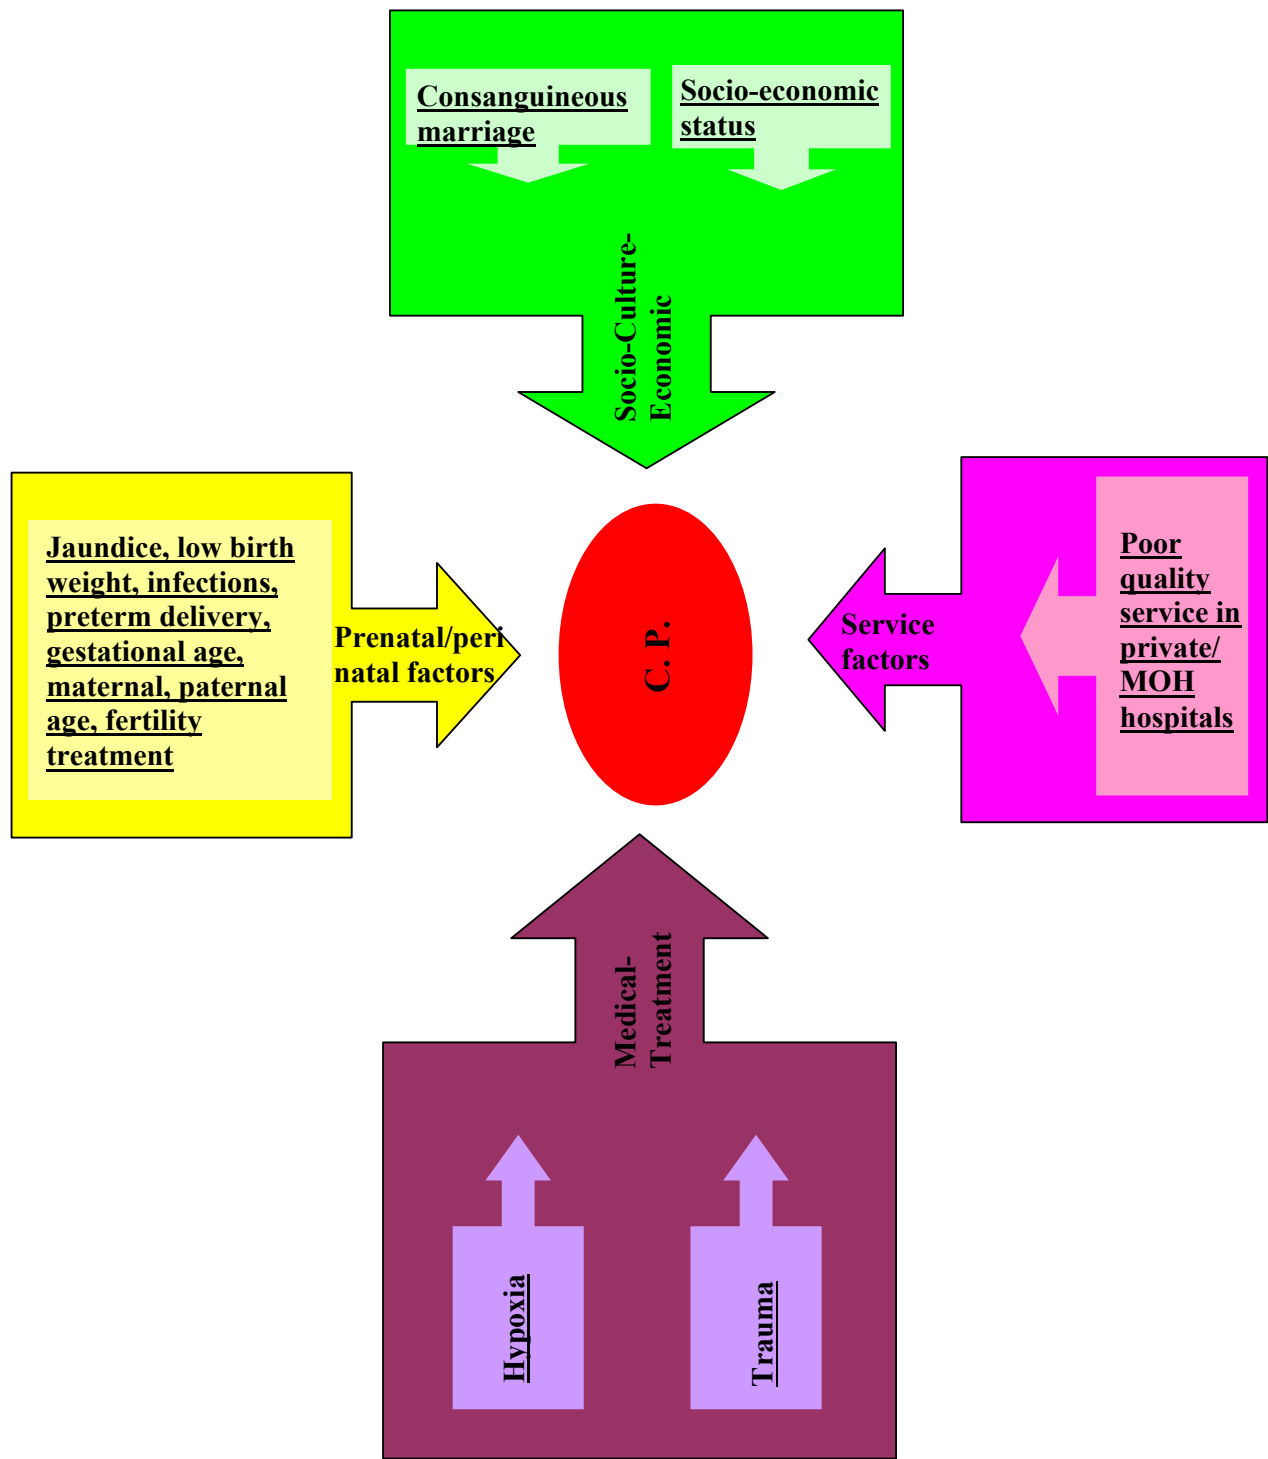 Consanguineous
marriage
Socio-economic
status
Socio-Culture-
Economic
Jaundice, low birth
weight, infections,
preterm delivery,
gestational age,
maternal, paternal
age, fertility
treatment
Prenatal/peri
natal factors
C. P.
Service
factors
Poor
quality
service in
private/
MOH
hospitals
Medical-
Treatment
Hypoxia
Trauma